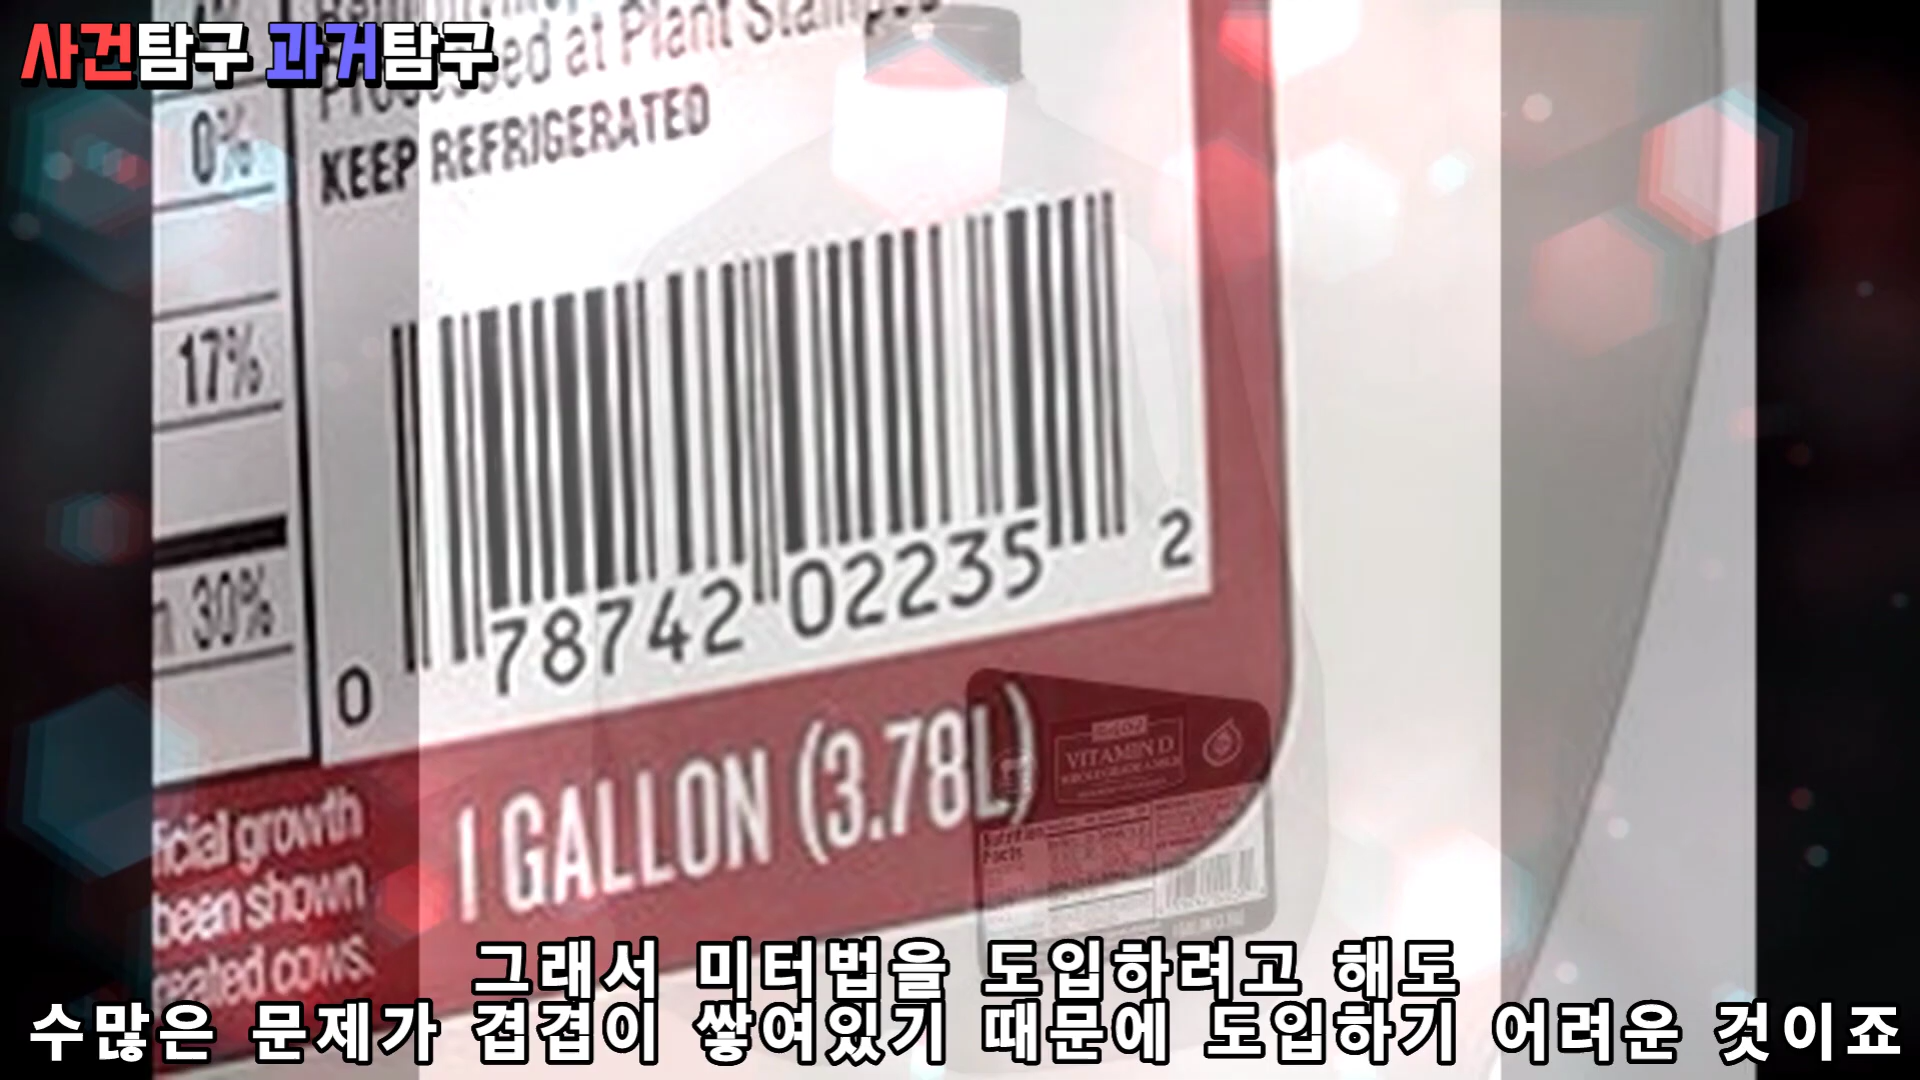 사건탐구 과거탐구
Processed at Plant
KEEP REFRIGERATED
0%
17%
30%
0 78742 02235 2
1 GALLON (3.78L)
growth
been shown
cows.
VITAMIN D
그래서 미터법을 도입하려고 해도
수많은 문제가 겹겹이 쌓여있기 때문에 도입하기 어려운 것이죠